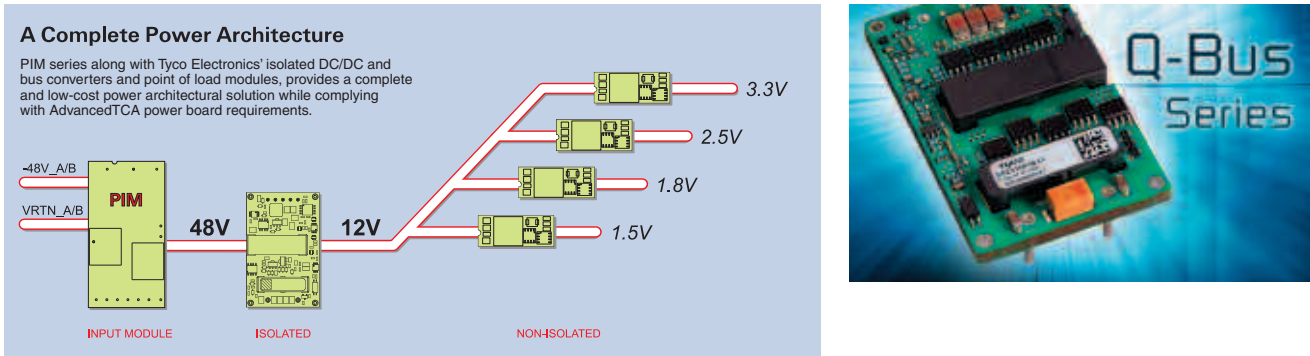 A Complete Power Architecture
PIM series along with Tyco Electronics' isolated DC/DC and
bus converters and point of load modules, provides a complete
and low-cost power architectural solution while complying
with AdvancedTCA power board requirements.
-48V_A/B
VRTN_A/B
PIM
48V
12V
3.3V
2.5V
1.8V
1.5V
INPUT MODULE
ISOLATED
NON-ISOLATED
Q-Bus
Series